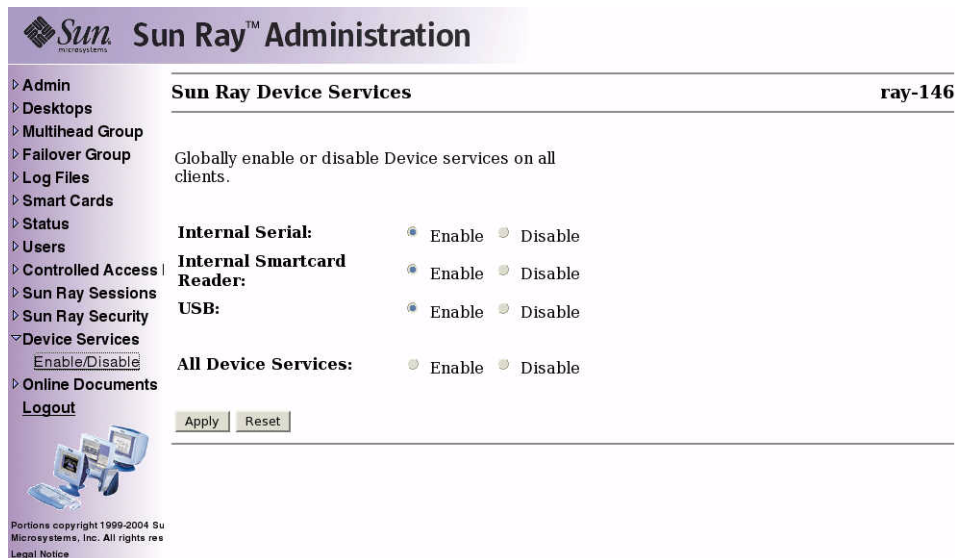 Sun microsystems
Sun Ray™ Administration
Admin
Desktops
Multihead Group
Failover Group
Log Files
Smart Cards
Status
Users
Controlled Access
Sun Ray Sessions
Sun Ray Security
Device Services
Enable/Disable
Online Documents
Logout
Portions copyright 1999-2004 Su
Microsystems, Inc. All rights res
Legal Notice
Sun Ray Device Services
ray-146
Globally enable or disable Device services on all
clients.
Internal Serial: Enable Disable
Internal Smartcard
Reader: Enable Disable
USB: Enable Disable
All Device Services: Enable Disable
Apply Reset